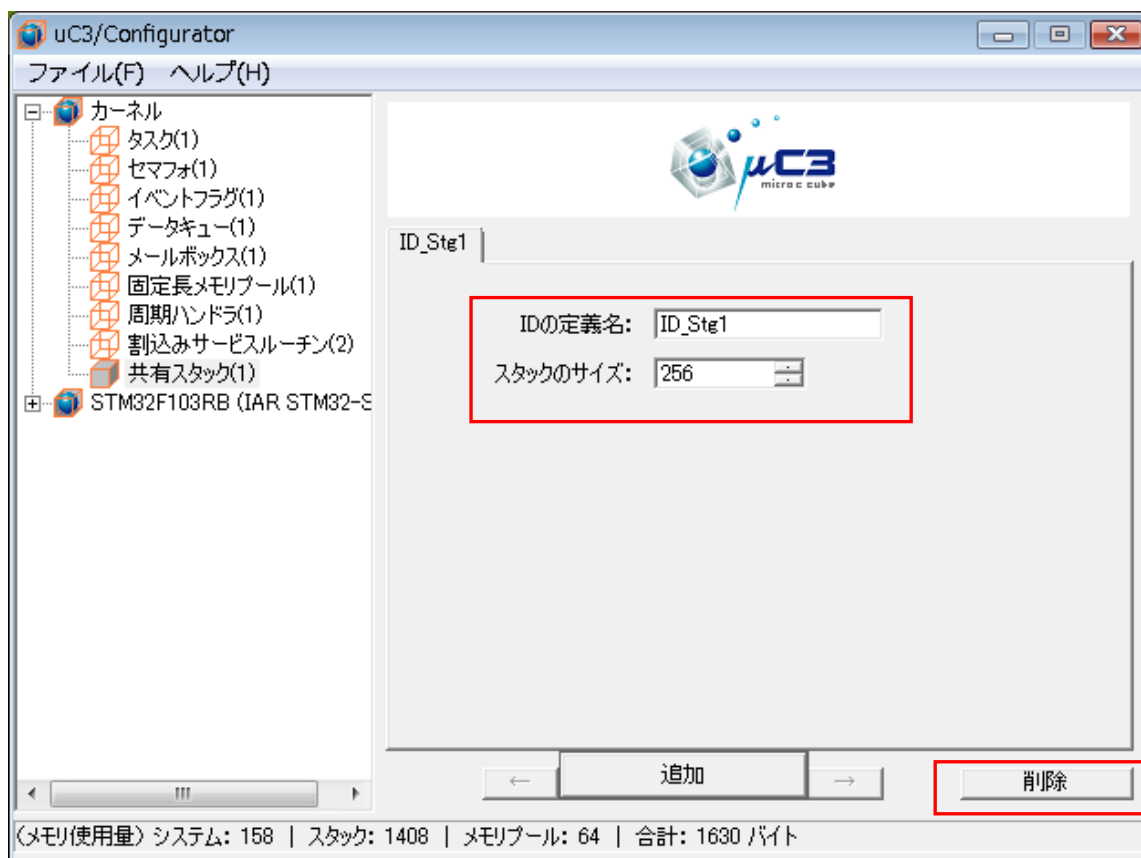 uC3/Configurator
ファイル(F) ヘルプ(H)
カーネル
タスク(1)
セマフォ(1)
イベントフラグ(1)
データキュー(1)
メールボックス(1)
固定長メモリプール(1)
周期ハンドラ(1)
割込みサービスルーチン(2)
共有スタック(1)
STM32F103RB (IAR STM32-S
μC3
micro c cube
ID_Stg1
IDの定義名: ID_Stg1
スタックのサイズ: 256
← 追加 → 削除
(メモリ使用量) システム: 158 | スタック: 1408 | メモリプール: 64 | 合計: 1630 バイト